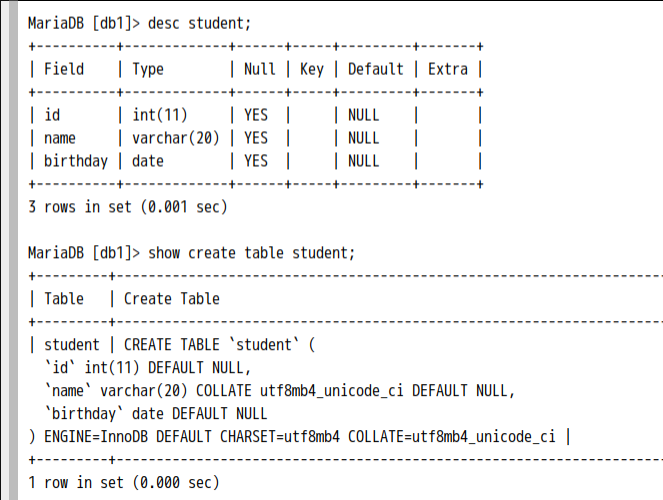 MariaDB [db1]> desc student;
+----------+-------------+------+-----+---------+-------+
| Field    | Type        | Null | Key | Default | Extra |
+----------+-------------+------+-----+---------+-------+
| id       | int(11)     | YES  |     | NULL    |       |
| name     | varchar(20) | YES  |     | NULL    |       |
| birthday | date        | YES  |     | NULL    |       |
+----------+-------------+------+-----+---------+-------+
3 rows in set (0.001 sec)
MariaDB [db1]> show create table student;
+---------+---------------------------------------------------------------------
| Table   | Create Table
+---------+---------------------------------------------------------------------
| student | CREATE TABLE `student` (
  `id` int(11) DEFAULT NULL,
  `name` varchar(20) COLLATE utf8mb4_unicode_ci DEFAULT NULL,
  `birthday` date DEFAULT NULL
) ENGINE=InnoDB DEFAULT CHARSET=utf8mb4 COLLATE=utf8mb4_unicode_ci |
+---------+---------------------------------------------------------------------
1 row in set (0.000 sec)